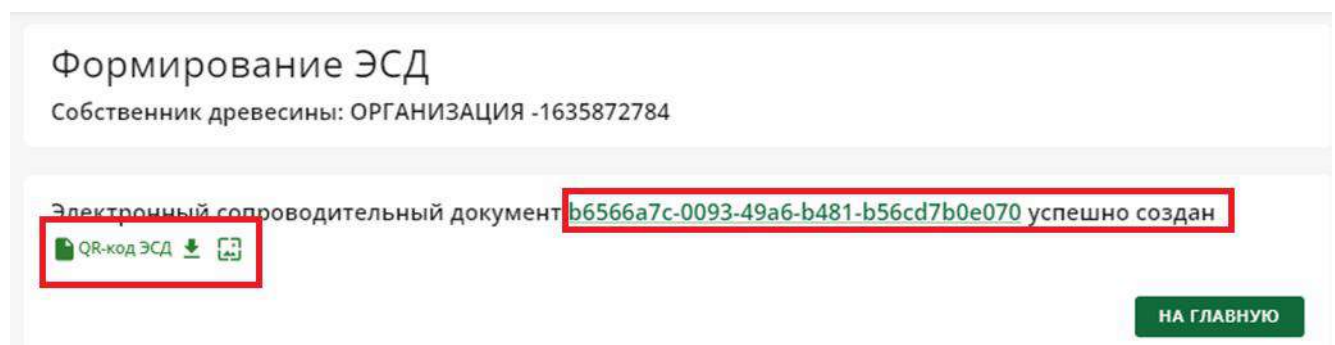 Формирование ЭСД
Собственник древесины: ОРГАНИЗАЦИЯ -1635872784
Электронный сопроводительный документ b6566a7c-0093-49a6-b481-b56cd7b0e070 успешно создан
QR-код ЭСД
НА ГЛАВНУЮ